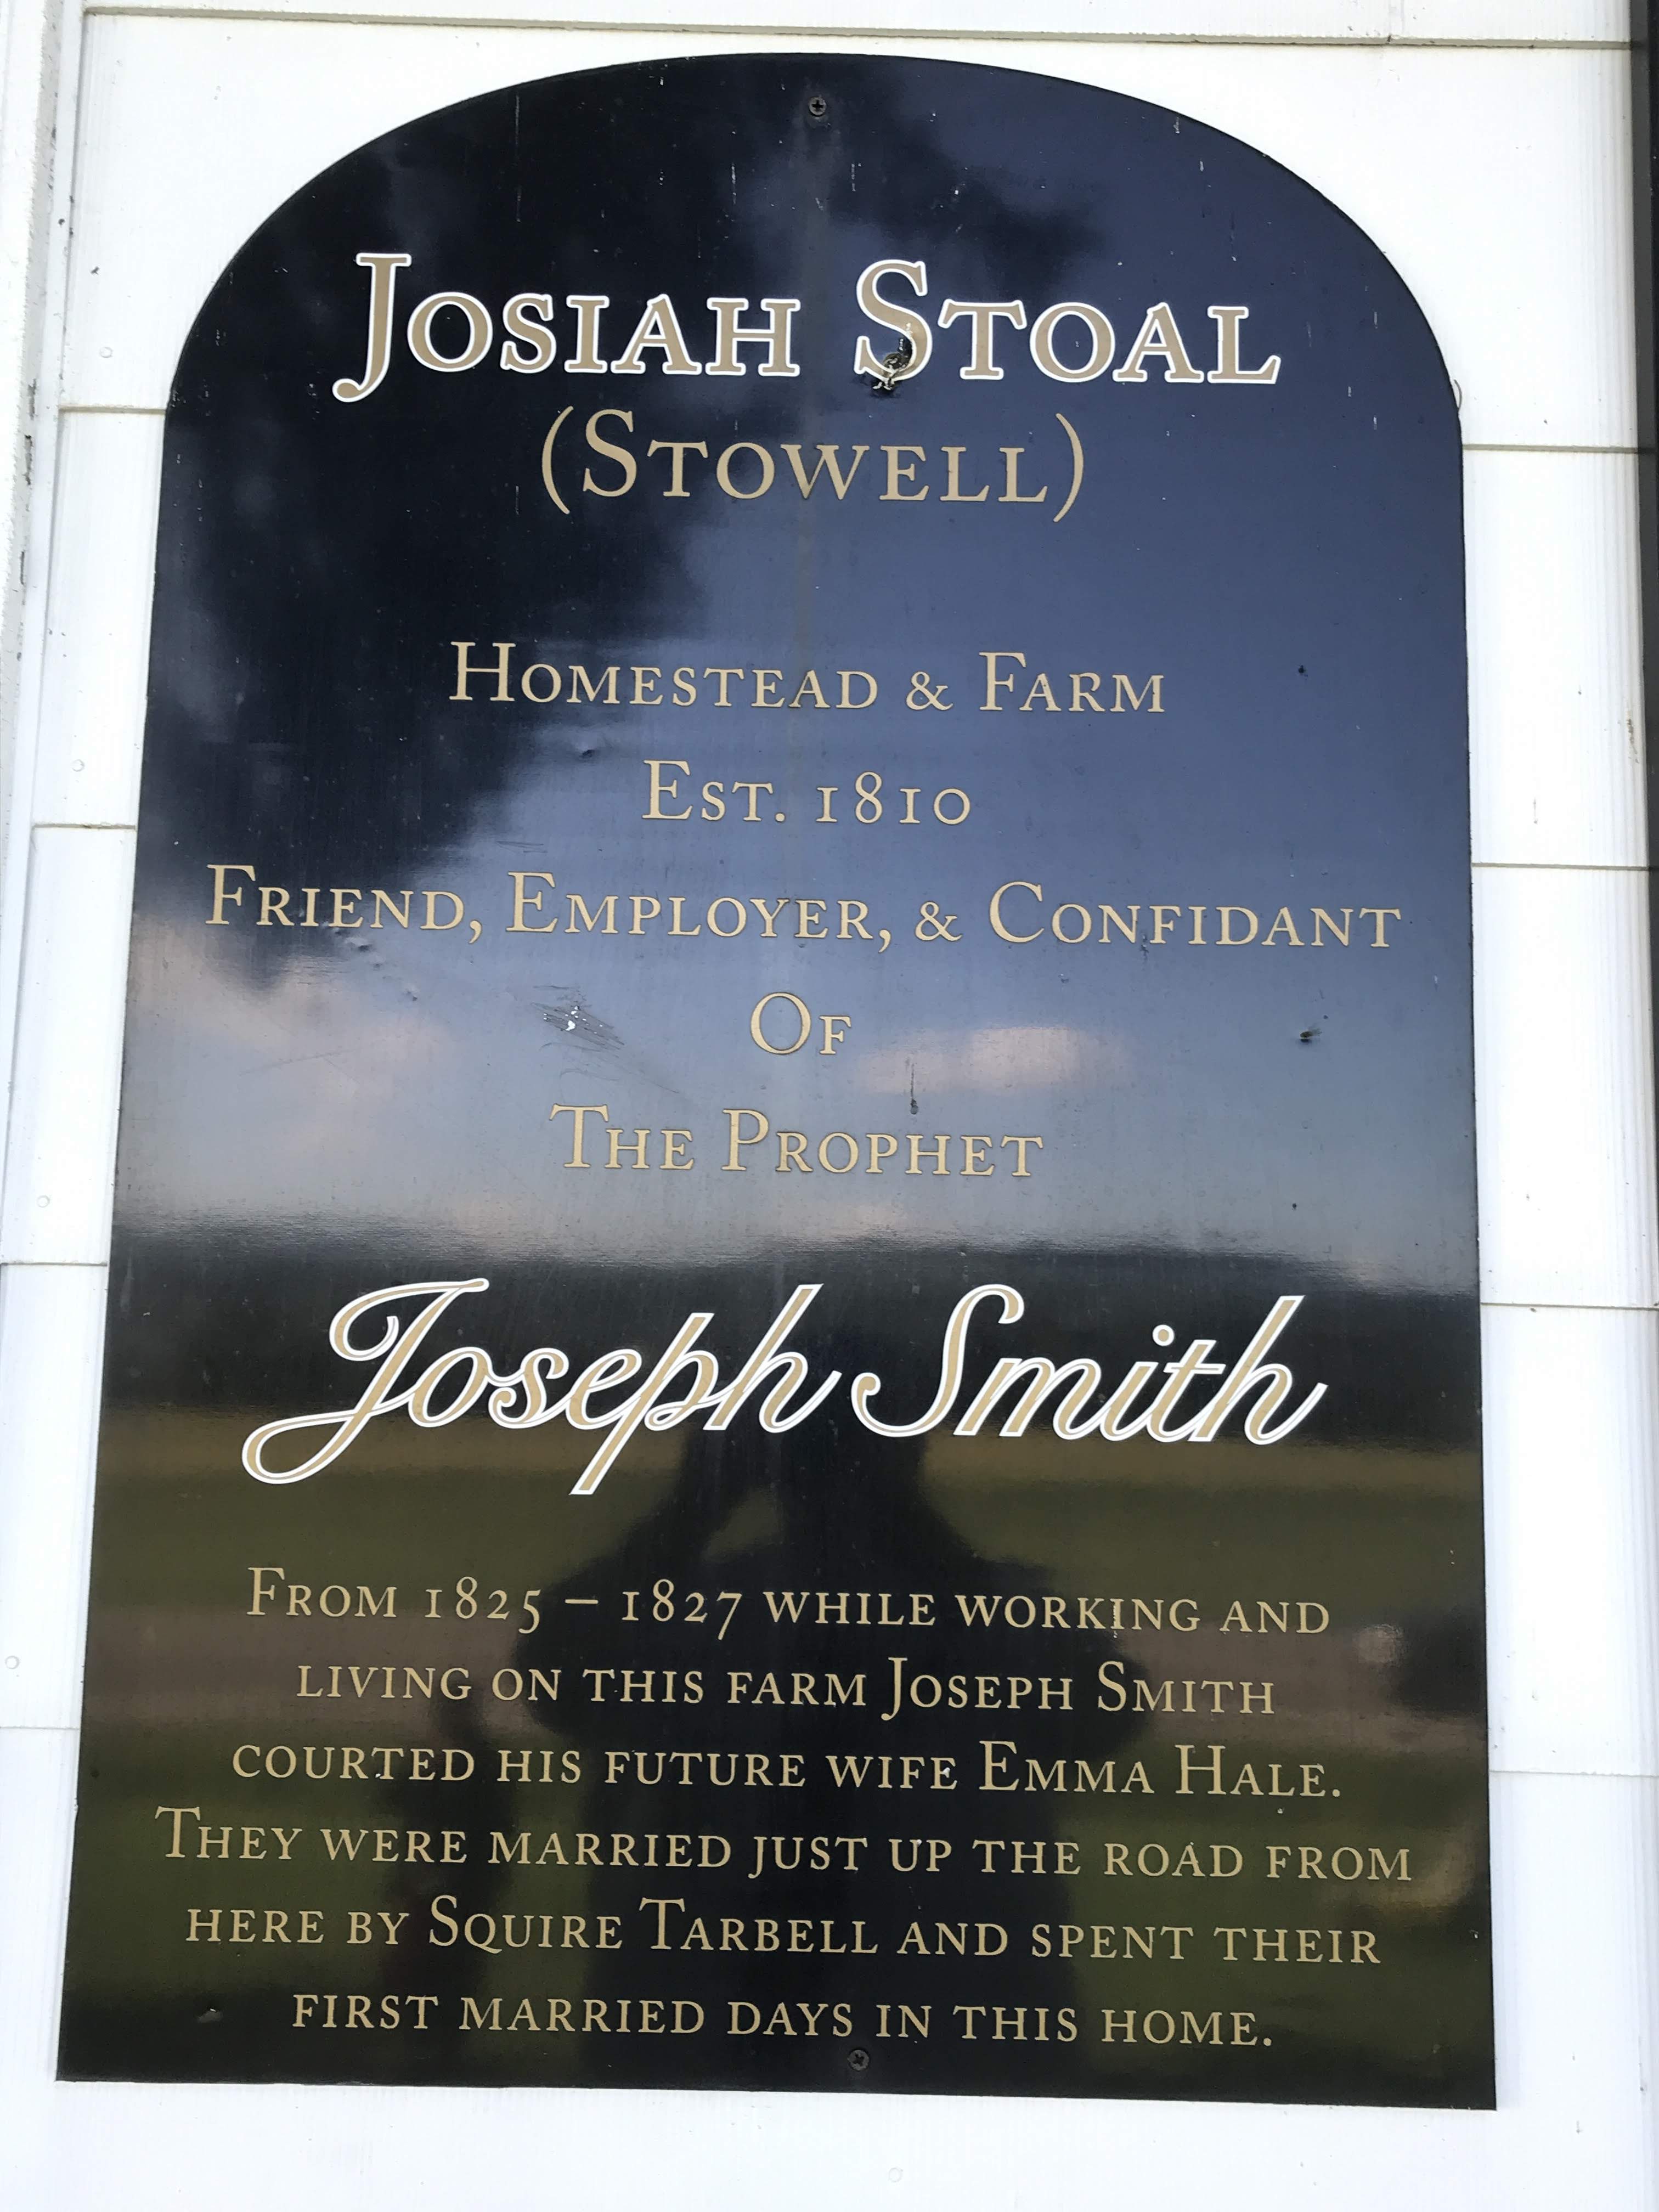 Josiah Stoal
(Stowell)
Homestead & Farm
Est. 1810
Friend, Employer, & Confidant
Of
The Prophet
Joseph Smith
From 1825 – 1827 while working and
living on this farm Joseph Smith
courted his future wife Emma Hale.
They were married just up the road from
here by Squire Tarbell and spent their
first married days in this home.